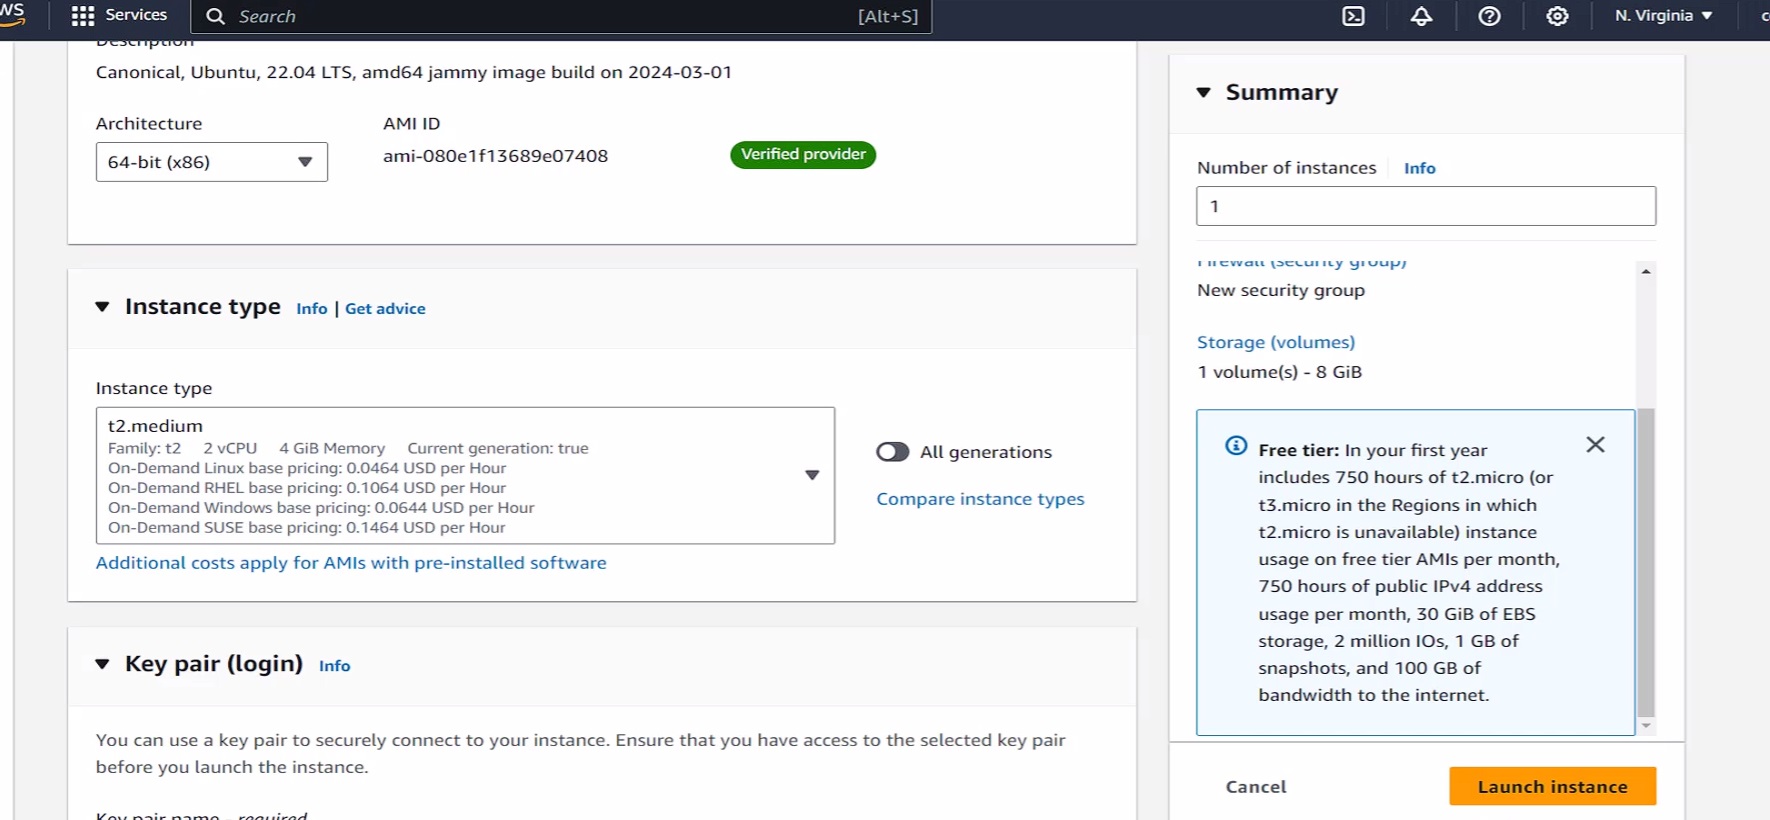 Services
Search
[Alt+S]
N. Virginia
Description
Canonical, Ubuntu, 22.04 LTS, amd64 jammy image build on 2024-03-01
Architecture
AMI ID
64-bit (x86)
ami-080e1f13689e07408
Verified provider
Instance type Info | Get advice
Instance type
t2.medium
Family: t2 2 vCPU 4 GiB Memory Current generation: true
On-Demand Linux base pricing: 0.0464 USD per Hour
On-Demand RHEL base pricing: 0.1064 USD per Hour
On-Demand Windows base pricing: 0.0644 USD per Hour
On-Demand SUSE base pricing: 0.1464 USD per Hour
All generations
Compare instance types
Additional costs apply for AMIs with pre-installed software
Key pair (login) Info
You can use a key pair to securely connect to your instance. Ensure that you have access to the selected key pair
before you launch the instance.
Key pair name - required
Summary
Number of instances Info
1
Firewall (security group)
New security group
Storage (volumes)
1 volume(s) - 8 GiB
Free tier: In your first year
includes 750 hours of t2.micro (or
t3.micro in the Regions in which
t2.micro is unavailable) instance
usage on free tier AMIs per month,
750 hours of public IPv4 address
usage per month, 30 GiB of EBS
storage, 2 million IOs, 1 GB of
snapshots, and 100 GB of
bandwidth to the internet.
Cancel
Launch instance